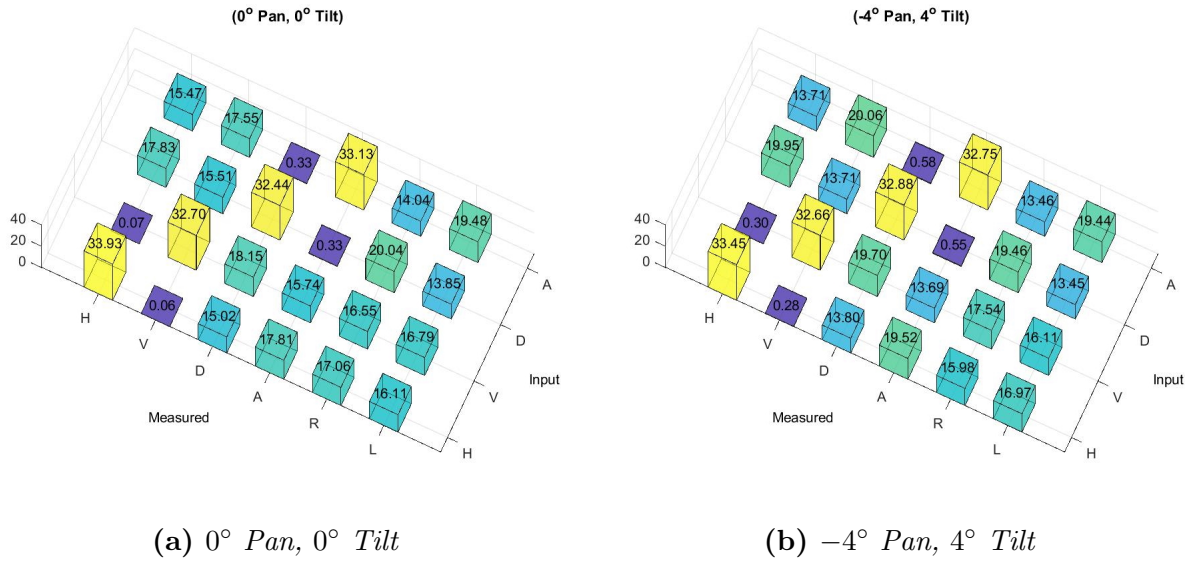 (0° Pan, 0° Tilt)
15.47
17.55
0.33
33.13
14.04
19.48
17.83
15.51
32.44
0.33
20.04
13.85
0.07
32.70
18.15
15.74
16.55
16.79
33.93
0.06
15.02
17.81
17.06
16.11
40
20
0
H
V
D
A
R
L
Measured
A
D
V
H
Input
(a) 0° Pan, 0° Tilt
(-4° Pan, 4° Tilt)
13.71
20.06
0.58
32.75
13.46
19.44
19.95
13.71
32.88
0.55
19.46
13.45
0.30
32.66
19.70
13.69
17.54
16.11
33.45
0.28
13.80
19.52
15.98
16.97
40
20
0
H
V
D
A
R
L
Measured
A
D
V
H
Input
(b) −4° Pan, 4° Tilt